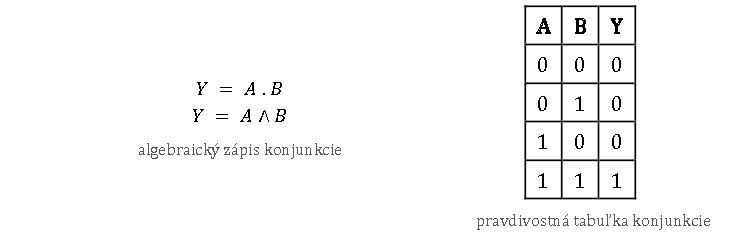 Y = A . B
Y = A ∧ B
algebraický zápis konjunkcie
A B Y
0 0 0
0 1 0
1 0 0
1 1 1
pravdivostná tabuľka konjunkcie